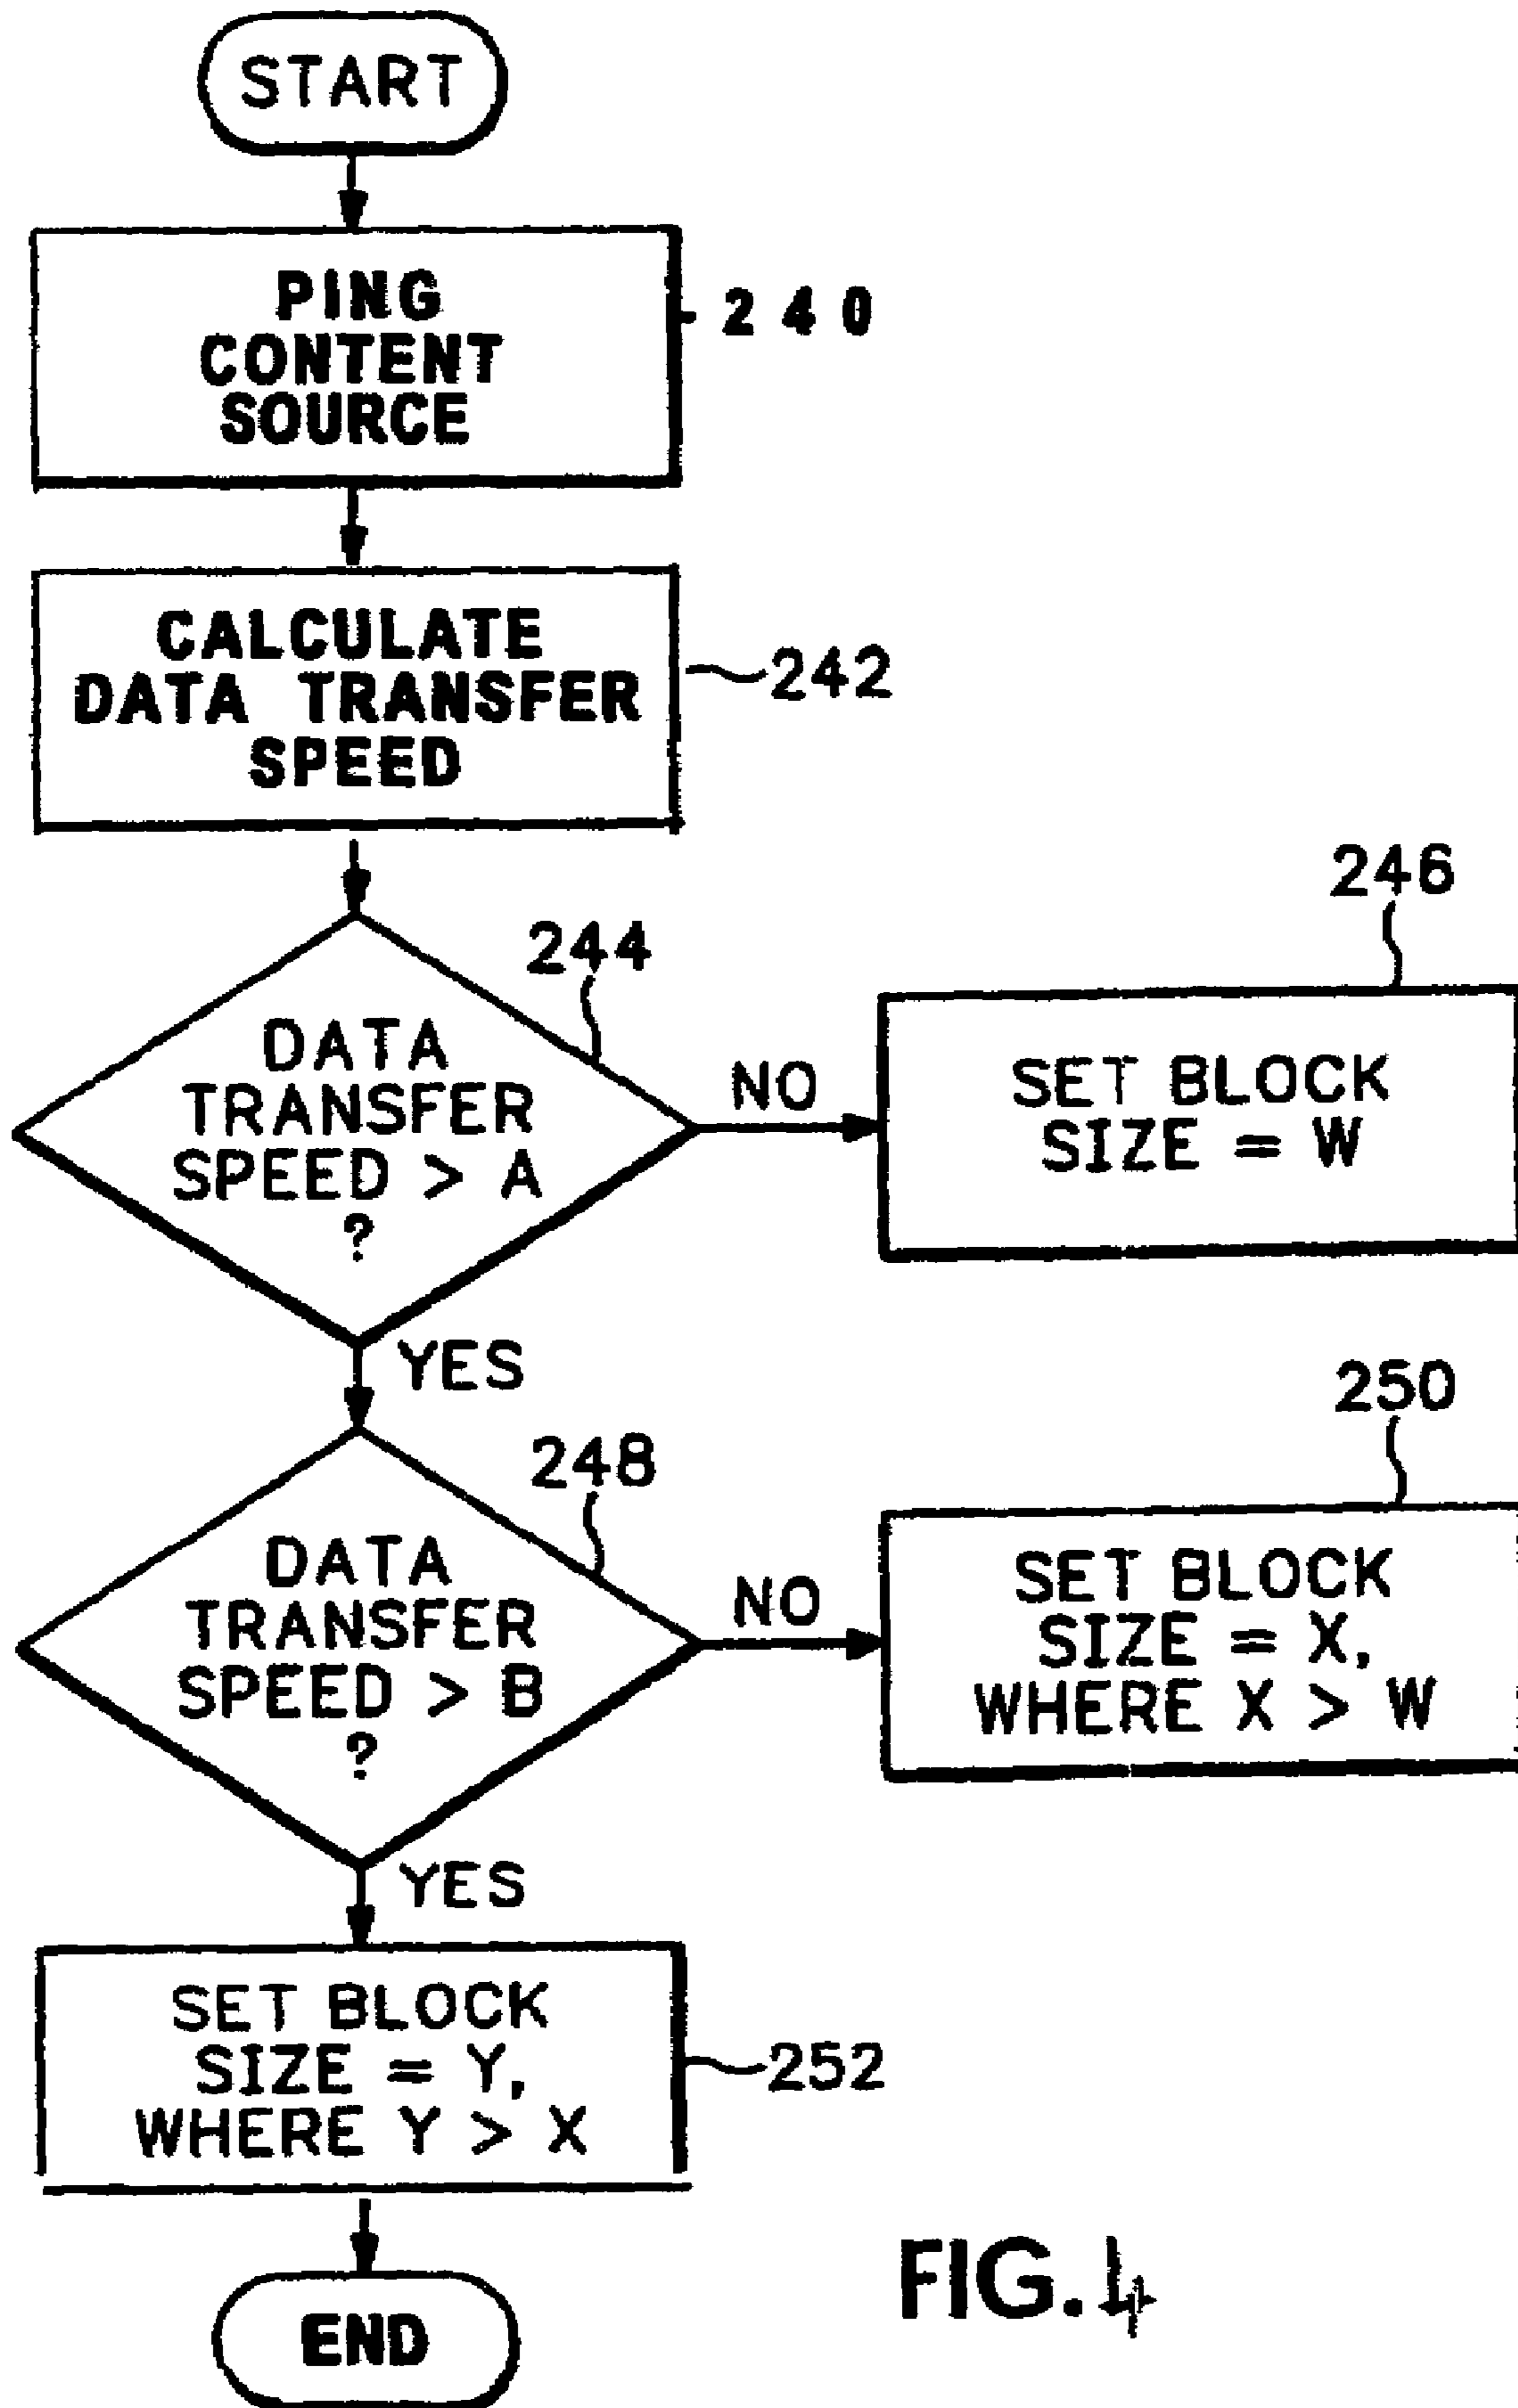 START
PING
CONTENT
SOURCE
240
CALCULATE
DATA TRANSFER
SPEED
242
244
DATA
TRANSFER
SPEED > A
?
NO
246
SET BLOCK
SIZE = W
YES
248
DATA
TRANSFER
SPEED > B
?
NO
250
SET BLOCK
SIZE = X,
WHERE X > W
YES
SET BLOCK
SIZE = Y,
WHERE Y > X
252
END
FIG. 4